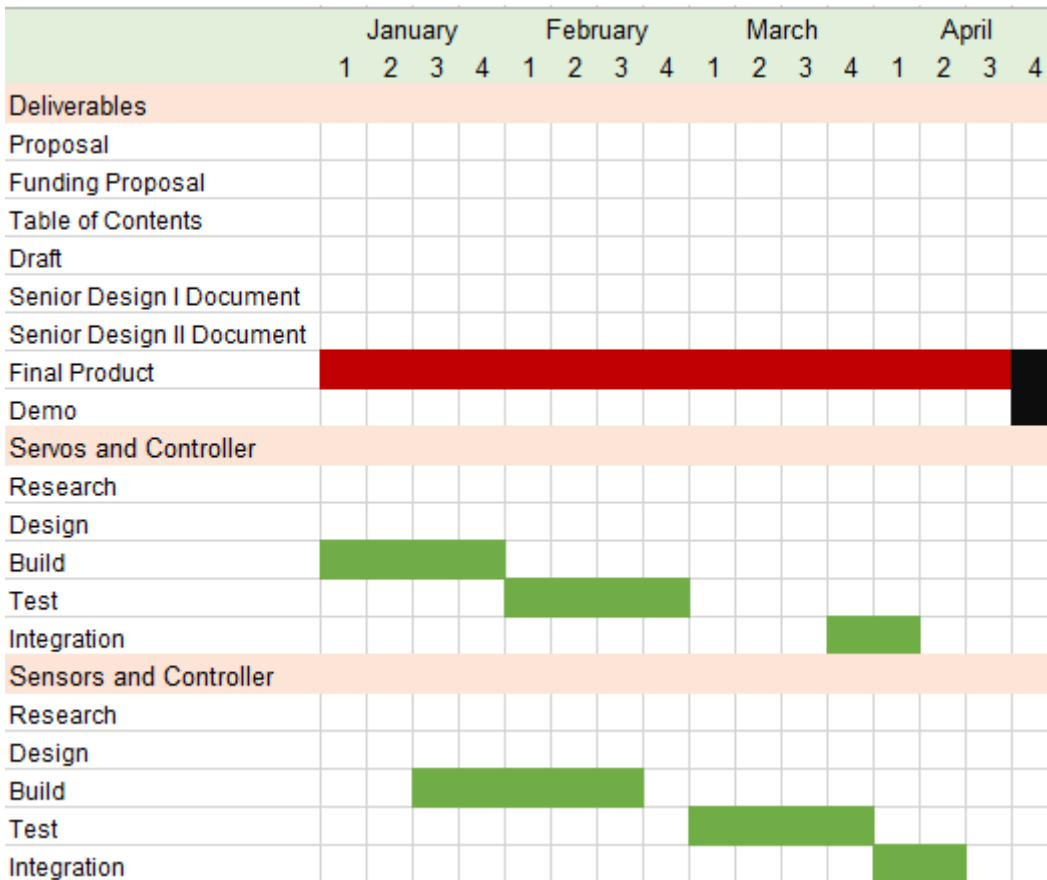 January February March April
1 2 3 4 1 2 3 4 1 2 3 4 1 2 3 4
Deliverables
Proposal
Funding Proposal
Table of Contents
Draft
Senior Design I Document
Senior Design II Document
Final Product
Demo
Servos and Controller
Research
Design
Build
Test
Integration
Sensors and Controller
Research
Design
Build
Test
Integration